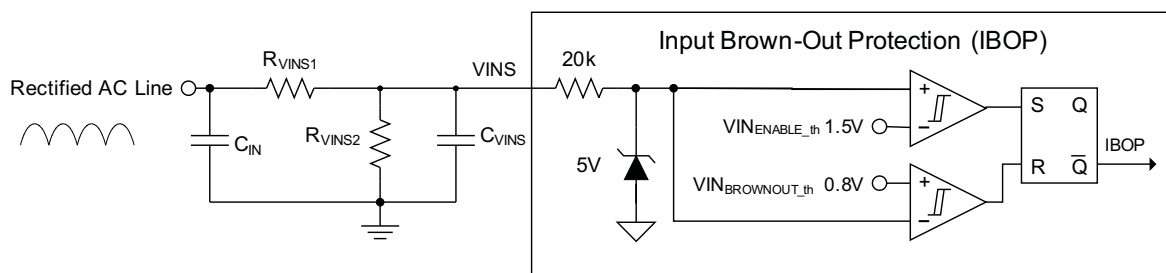 Input Brown-Out Protection (IBOP)
Rectified AC Line
RVINS1
VINS
20k
CIN
RVINS2
CVINS
5V
VINENABLE_th 1.5V
VINBROWNOUT_th 0.8V
+
−
+
−
S Q
R Q̅
IBOP